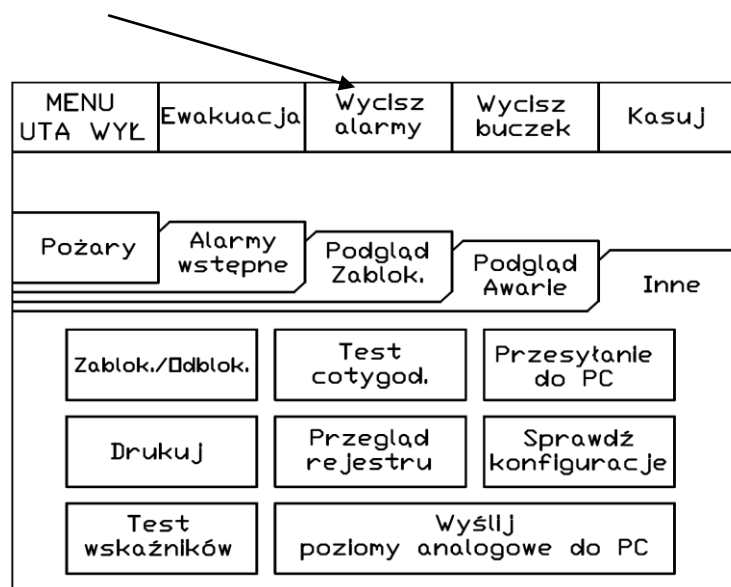 MENU
UTA WYŁ
Ewakuacja
Wycisz
alarmy
Wycisz
buczek
Kasuj
Pożary
Alarmy
wstępne
Podgląd
Zablok.
Podgląd
Awarie
Inne
Zablok./Odblok.
Test
cotygod.
Przesyłanie
do PC
Drukuj
Przegląd
rejestru
Sprawdź
konfiguracje
Test
wskaźników
Wyślij
poziomy analogowe do PC